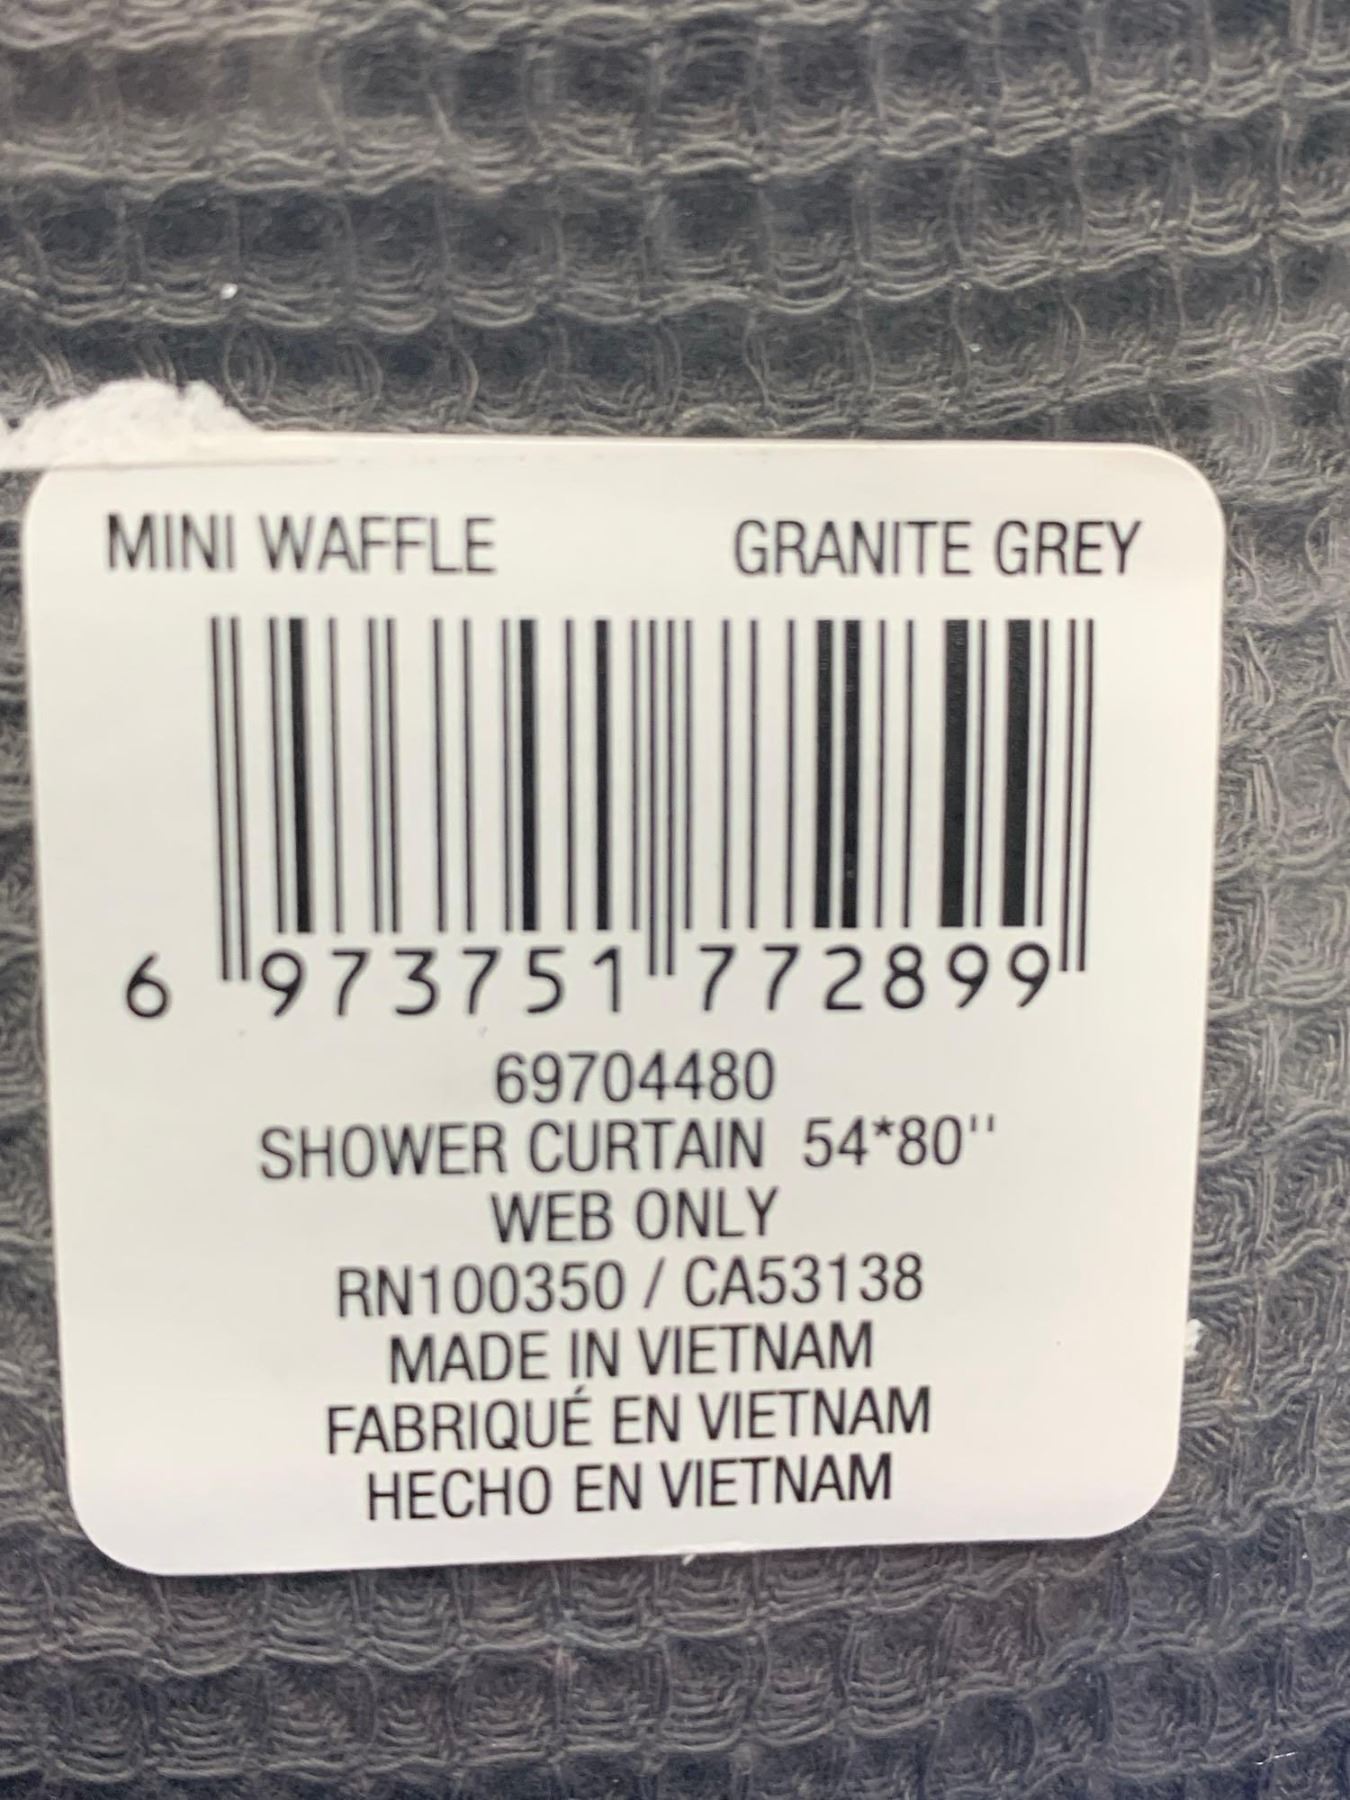 MINI WAFFLE GRANITE GREY
6 973751 772899
69704480
SHOWER CURTAIN 54*80''
WEB ONLY
RN100350 / CA53138
MADE IN VIETNAM
FABRIQUÉ EN VIETNAM
HECHO EN VIETNAM